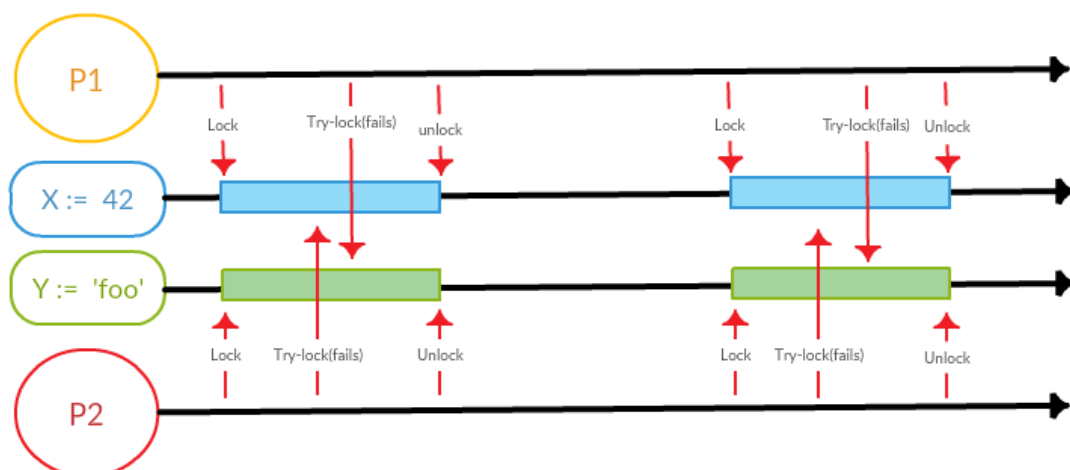 P1
Lock
Try-lock(fails)
unlock
Lock
Try-lock(fails)
Unlock
X := 42
Y := 'foo'
Lock
Try-lock(fails)
Unlock
Lock
Try-lock(fails)
Unlock
P2